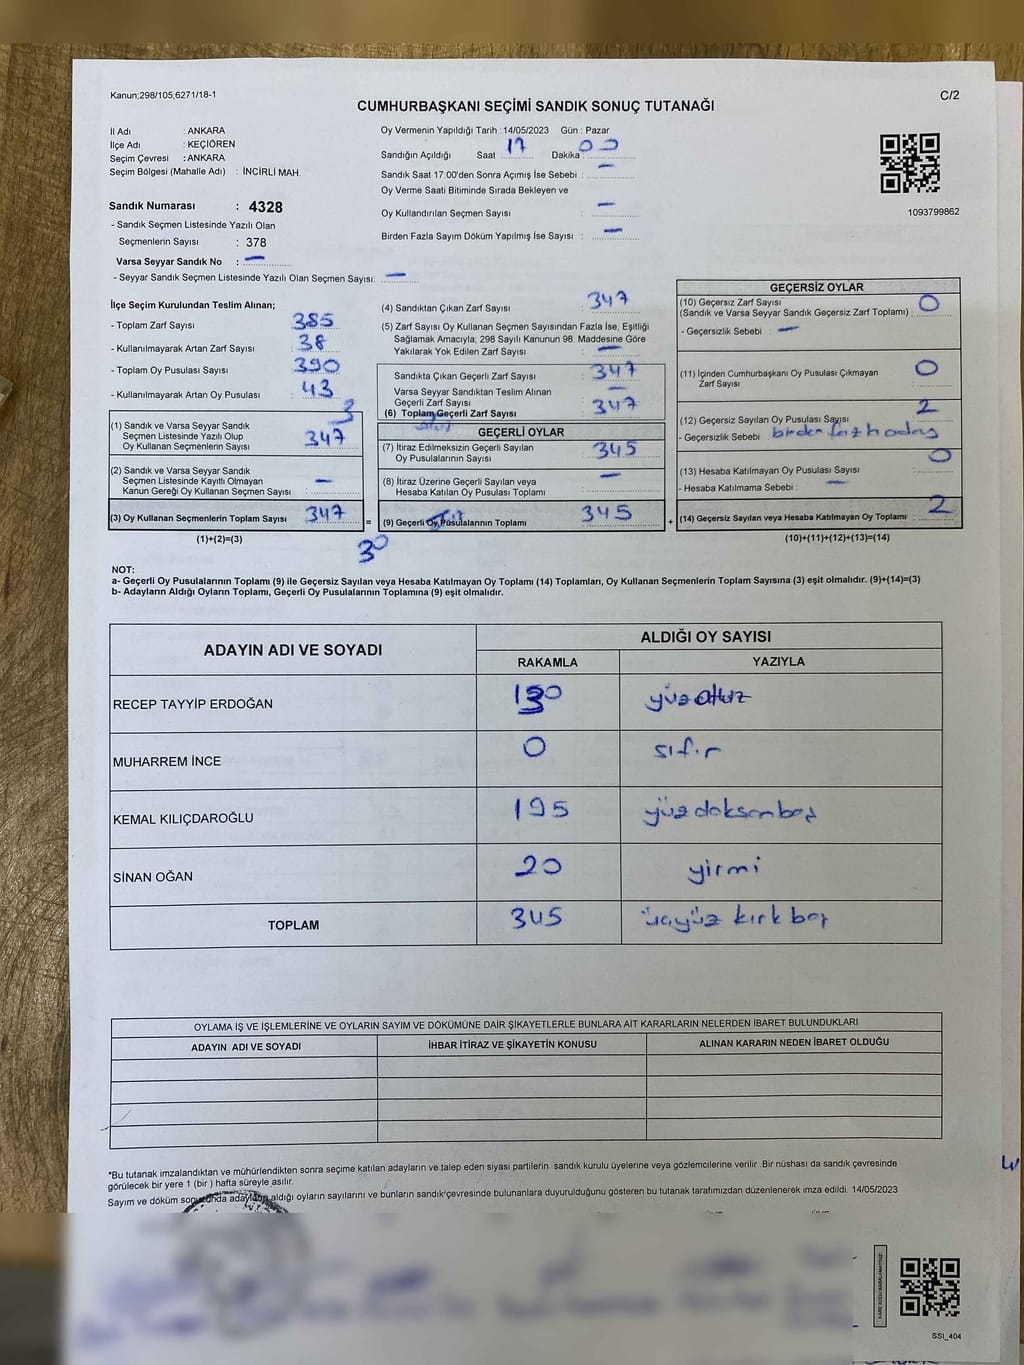 Kanun;298/105,6271/18-1
C/2
CUMHURBAŞKANI SEÇİMİ SANDIK SONUÇ TUTANAĞI
İl Adı : ANKARA
İlçe Adı : KEÇİÖREN
Seçim Çevresi : ANKARA
Seçim Bölgesi (Mahalle Adı) : İNCİRLİ MAH.
Sandık Numarası : 4328
- Sandık Seçmen Listesinde Yazılı Olan
Seçmenlerin Sayısı : 378
Varsa Seyyar Sandık No : —
- Seyyar Sandık Seçmen Listesinde Yazılı Olan Seçmen Sayısı: —
Oy Vermenin Yapıldığı Tarih : 14/05/2023 Gün : Pazar
Sandığın Açıldığı Saat : 17 Dakika : 00
Sandık Saat 17:00'den Sonra Açımış İse Sebebi : —
Oy Verme Saati Bitiminde Sırada Bekleyen ve
Oy Kullandırılan Seçmen Sayısı : —
Birden Fazla Sayım Döküm Yapılmış İse Sayısı : —
1093799862
İlçe Seçim Kurulundan Teslim Alınan;
- Toplam Zarf Sayısı : 385
- Kullanılmayarak Artan Zarf Sayısı : 38
- Toplam Oy Pusulası Sayısı : 390
- Kullanılmayarak Artan Oy Pusulası : 43
3
(1) Sandık ve Varsa Seyyar Sandık
Seçmen Listesinde Yazılı Olup
Oy Kullanan Seçmenlerin Sayısı : 347
(2) Sandık ve Varsa Seyyar Sandık
Seçmen Listesinde Kayıtlı Olmayan
Kanun Gereği Oy Kullanan Seçmen Sayısı : —
(3) Oy Kullanan Seçmenlerin Toplam Sayısı : 347
(1)+(2)=(3)
(4) Sandıktan Çıkan Zarf Sayısı : 347
(5) Zarf Sayısı Oy Kullanan Seçmen Sayısından Fazla İse, Eşitliği
Sağlamak Amacıyla; 298 Sayılı Kanunun 98. Maddesine Göre
Yakılarak Yok Edilen Zarf Sayısı : —
Sandıkta Çıkan Geçerli Zarf Sayısı : 347
Varsa Seyyar Sandıktan Teslim Alınan
Geçerli Zarf Sayısı : —
(6) Toplam Geçerli Zarf Sayısı : 347
GEÇERLİ OYLAR
(7) İtiraz Edilmeksizin Geçerli Sayılan
Oy Pusulalarının Sayısı : 345
(8) İtiraz Üzerine Geçerli Sayılan veya
Hesaba Katılan Oy Pusulası Toplamı : —
= (9) Geçerli Oy Pusulalarının Toplamı : 345 +
30
GEÇERSİZ OYLAR
(10) Geçersiz Zarf Sayısı
(Sandık ve Varsa Seyyar Sandık Geçersiz Zarf Toplamı) : 0
- Geçersizlik Sebebi : —
(11) İçinden Cumhurbaşkanı Oy Pusulası Çıkmayan
Zarf Sayısı : 0
(12) Geçersiz Sayılan Oy Pusulası Sayısı : 2
- Geçersizlik Sebebi : birden
(13) Hesaba Katılmayan Oy Pusulası Sayısı : 0
- Hesaba Katılmama Sebebi : —
(14) Geçersiz Sayılan veya Hesaba Katılmayan Oy Toplamı : 2
(10)+(11)+(12)+(13)=(14)
NOT:
a- Geçerli Oy Pusulalarının Toplamı (9) ile Geçersiz Sayılan veya Hesaba Katılmayan Oy Toplamı (14) Toplamları, Oy Kullanan Seçmenlerin Toplam Sayısına (3) eşit olmalıdır. (9)+(14)=(3)
b- Adayların Aldığı Oyların Toplamı, Geçerli Oy Pusulalarının Toplamına (9) eşit olmalıdır.
ADAYIN ADI VE SOYADI
ALDIĞI OY SAYISI
RAKAMLA YAZIYLA
RECEP TAYYİP ERDOĞAN 130 yüzotuz
MUHARREM İNCE 0 sıfır
KEMAL KILIÇDAROĞLU 195 yüzdoksanbeş
SİNAN OĞAN 20 yirmi
TOPLAM 345 üçyüz kırk beş
OYLAMA İŞ VE İŞLEMLERİNE VE OYLARIN SAYIM VE DÖKÜMÜNE DAİR ŞİKAYETLERLE BUNLARA AİT KARARLARIN NELERDEN İBARET BULUNDUKLARI
ADAYIN ADI VE SOYADI İHBAR İTİRAZ VE ŞİKAYETİN KONUSU ALINAN KARARIN NEDEN İBARET OLDUĞU
*Bu tutanak imzalandıktan ve mühürlendikten sonra seçime katılan adayların ve talep eden siyasi partilerin sandık kurulu üyelerine veya gözlemcilerine verilir .Bir nüshası da sandık çevresinde
görülecek bir yere 1 (bir ) hafta süreyle asılır.
Sayım ve döküm sonucunda adayların aldığı oyların sayılarını ve bunların sandık çevresinde bulunanlara duyurulduğunu gösteren bu tutanak tarafımızdan düzenlenerek imza edildi. 14/05/2023
SSI_404